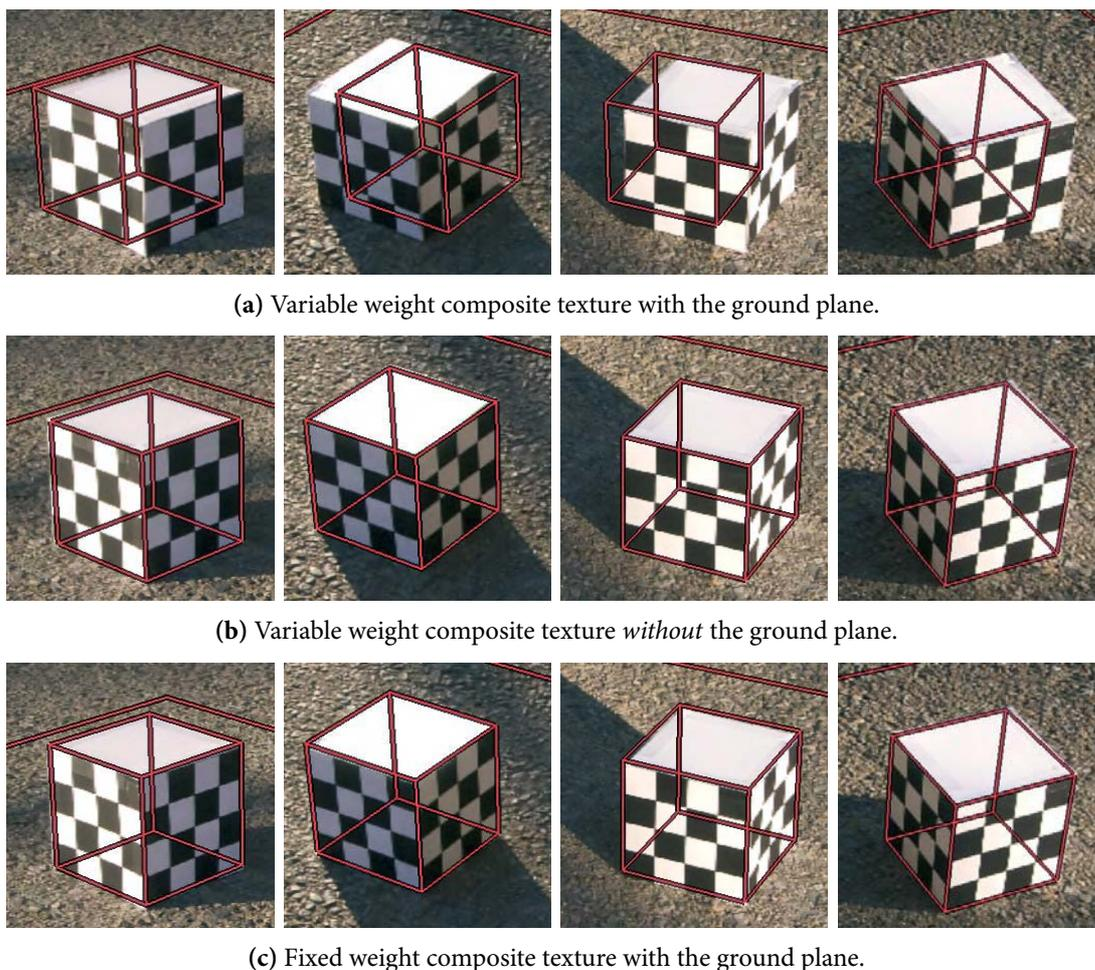 (a) Variable weight composite texture with the ground plane.
(b) Variable weight composite texture without the ground plane.
(c) Fixed weight composite texture with the ground plane.